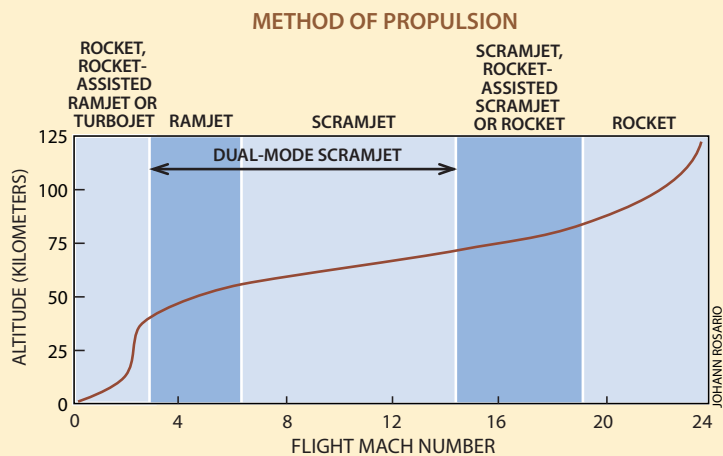 METHOD OF PROPULSION
ROCKET,
ROCKET-
ASSISTED
RAMJET OR
TURBOJET
RAMJET
SCRAMJET
SCRAMJET,
ROCKET-
ASSISTED
SCRAMJET
OR ROCKET
ROCKET
DUAL-MODE SCRAMJET
ALTITUDE (KILOMETERS)
125
100
75
50
25
0
0 4 8 12 16 20 24
FLIGHT MACH NUMBER
JOHANN ROSARIO